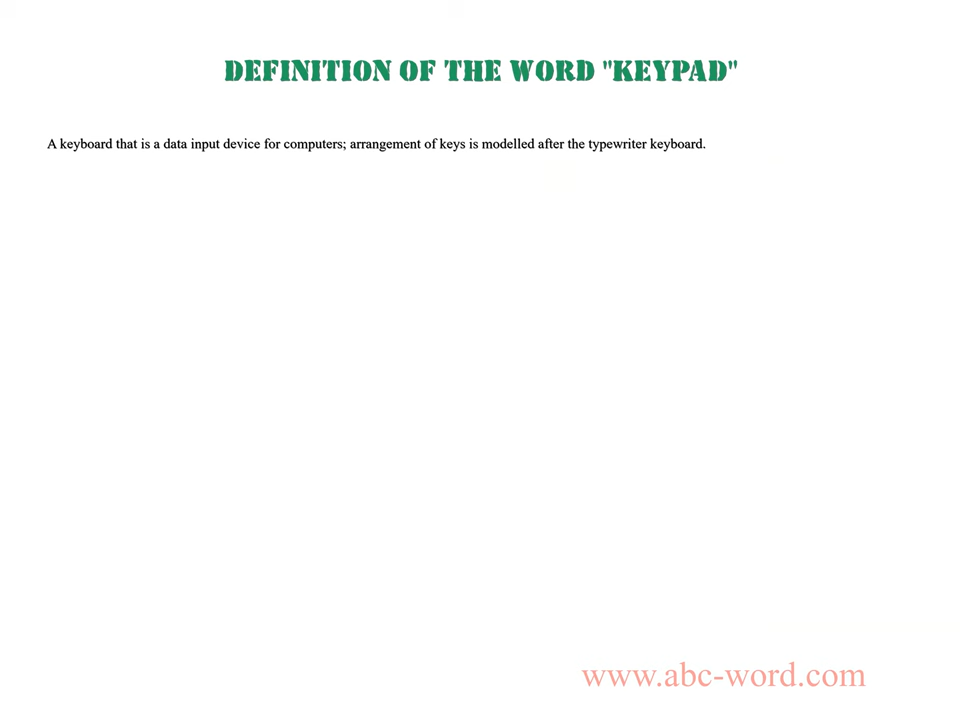 DEFINITION OF THE WORD "KEYPAD"
A keyboard that is a data input device for computers; arrangement of keys is modelled after the typewriter keyboard.
www.abc-word.com